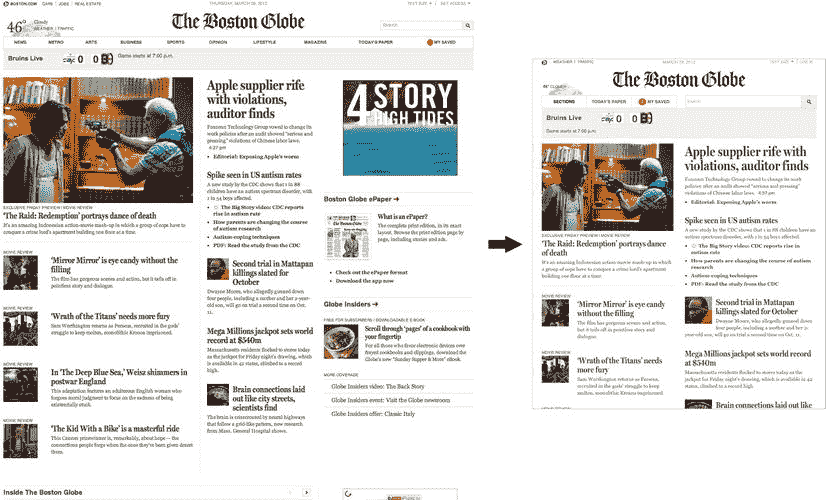 BOSTON.COM CARS JOBS REAL ESTATE
THURSDAY, MARCH 29, 2012
TEXT SIZE GET ACCESS
46° Cloudy
WEATHER | TRAFFIC
The Boston Globe
Search
NEWS METRO ARTS BUSINESS SPORTS OPINION LIFESTYLE MAGAZINE TODAY'S PAPER MY SAVED
Bruins Live 0 0 Game starts at 7:00 p.m.
EXCLUSIVE FRIDAY PREVIEW | MOVIE REVIEW
'The Raid: Redemption' portrays dance of death
It's an amazing Indonesian action-movie mash-up in which a group of cops have to conquer a crime lord's apartment building one floor at a time.
MOVIE REVIEW
'Mirror Mirror' is eye candy without the
filling
The film has gorgeous scenes and action, but it tells off in
pointless story and dialogue.
MOVIE REVIEW
'Wrath of the Titans' needs more fury
Sam Worthington returns as Perseus, recruited in the gods'
struggle to keep melten, monolithic Kronos imprisoned.
MOVIE REVIEW
In 'The Deep Blue Sea,' Weisz shimmers in
postwar England
This adaptation features an adulterous English woman who
forgoes moral judgment to focus on the sadness of being
existentially stuck.
MOVIE REVIEW
'The Kid With a Bike' is a masterful ride
This Cannes prizewinner is, remarkably, about hope — the
connections people forge when the ones they've been given desert
them.
Inside The Boston Globe
Apple supplier rife
with violations,
auditor finds
Foxconn Technology Group vowed to change its
work policies after an audit showed "serious and
pressing" violations of Chinese labor laws.
4:27 pm
• Editorial: Exposing Apple's worm
Spike seen in US autism rates
A new study by the CDC shows that 1 in 88
children have an autism spectrum disorder, with
1 in 54 boys affected.
• The Big Story video: CDC reports
rise in autism rate
• How parents are changing the course
of autism research
• Autism-coping techniques
• PDF: Read the study from the CDC
Second trial in Mattapan
killings slated for
October
Dwayne Moore, who allegedly gunned down
four people, including a mother and her 2-year-
old son, will go on trial a second time on Oct.
11.
Mega Millions jackpot sets world
record at $540m
Massachusetts residents flocked to stores today as
the jackpot for Friday night's drawing, which is
available in 42 states, climbed to a world
high.
Brain connections laid
out like city streets,
scientists find
The brain is crisscrossed by neural highways
that follow a grid-like pattern, new research
from Mass. General Hospital shows.
4 STORY
HIGH TIDES
Boston Globe ePaper
What is an ePaper?
The complete print edition, in its exact
layout. Browse the print edition page by
page, including stories and ads.
• Check out the ePaper format
• Download the app now
Globe Insiders
FREE FOR SUBSCRIBERS / DOWNLOADABLE E-BOOK
Scroll through 'pages' of a cookbook with
your fingertip
For all those who favor electronic devices over
frayed cookbooks and clippings, download the
Globe's new "Sunday Supper & More" eBook.
MORE COVERAGE
Globe Insiders video: The Back Story
Globe Insiders event: Visit the Globe newsroom
Globe Insiders offer: Classic Italy
WEATHER | TRAFFIC
MARCH 29, 2012
TEXT SIZE LOG IN
46° CLOUDY
The Boston Globe
SECTIONS TODAY'S PAPER MY SAVED Search
Bruins Live 0 0
Game starts at 7:00 p.m.
EXCLUSIVE FRIDAY PREVIEW | MOVIE REVIEW
'The Raid: Redemption' portrays dance
of death
It's an amazing Indonesian action-movie mash-up in which
a group of cops have to conquer a crime lord's apartment
building one floor at a time.
MOVIE REVIEW
'Mirror Mirror' is eye candy
without the filling
The film has gorgeous scenes and action,
but it tells off in pointless story and
dialogue.
MOVIE REVIEW
'Wrath of the Titans' needs
more fury
Sam Worthington returns as Perseus,
recruited in the gods' struggle to keep
melten, monolithic Kronos imprisoned.
MOVIE REVIEW
Apple supplier rife with
violations, auditor finds
Foxconn Technology Group vowed to change its work
policies after an audit showed "serious and pressing"
violations of Chinese labor laws.
• Editorial: Exposing Apple's worm
Spike seen in US autism rates
A new study by the CDC shows that 1 in 88 children have an
autism spectrum disorder, with 1 in 54 boys affected.
• The Big Story video: CDC reports rise in
autism rate
• How parents are changing the course of autism
research
• Autism-coping techniques
• PDF: Read the study from the CDC
Second trial in Mattapan
killings slated for October
Dwayne Moore, who allegedly gunned down four
people, including a mother and her 2-
year-old son, will go on trial a second time on Oct. 11.
Mega Millions jackpot sets world
record at $540m
Massachusetts residents flocked to stores today as the
jackpot for Friday night's drawing, which is available in 42
states, climbed to a world high.
Brain connections laid out like